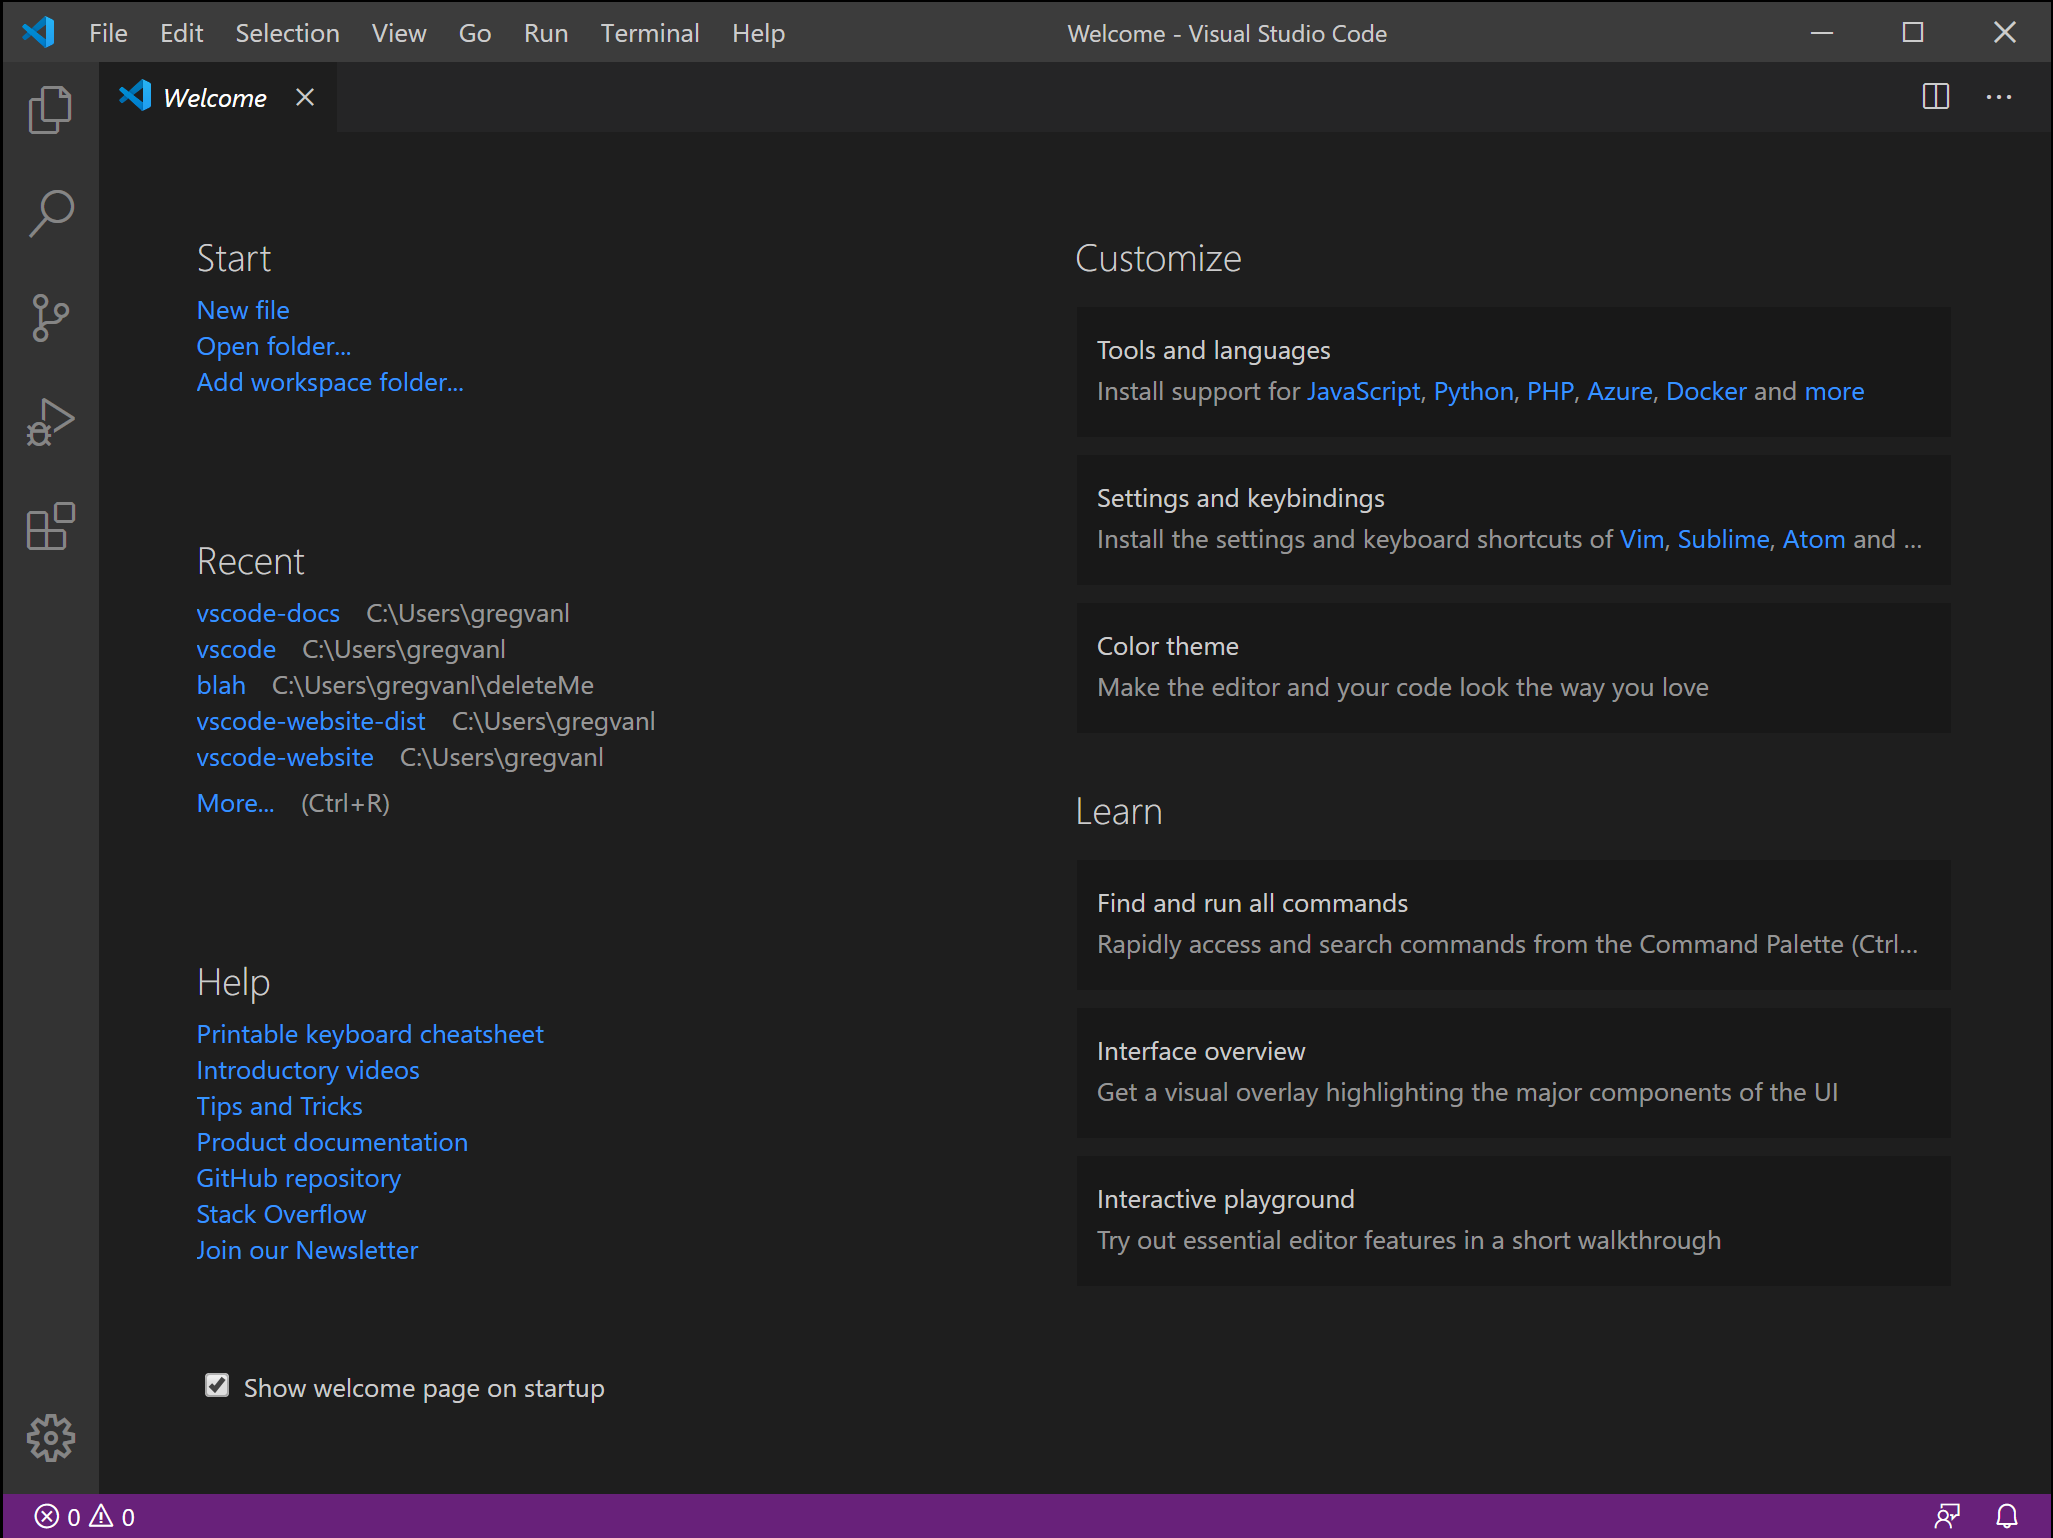 File Edit Selection View Go Run Terminal Help Welcome - Visual Studio Code
Welcome
Start
New file
Open folder...
Add workspace folder...
Recent
vscode-docs C:\Users\gregvanl
vscode C:\Users\gregvanl
blah C:\Users\gregvanl\deleteMe
vscode-website-dist C:\Users\gregvanl
vscode-website C:\Users\gregvanl
More... (Ctrl+R)
Help
Printable keyboard cheatsheet
Introductory videos
Tips and Tricks
Product documentation
GitHub repository
Stack Overflow
Join our Newsletter
Show welcome page on startup
Customize
Tools and languages
Install support for JavaScript, Python, PHP, Azure, Docker and more
Settings and keybindings
Install the settings and keyboard shortcuts of Vim, Sublime, Atom and ...
Color theme
Make the editor and your code look the way you love
Learn
Find and run all commands
Rapidly access and search commands from the Command Palette (Ctrl...
Interface overview
Get a visual overlay highlighting the major components of the UI
Interactive playground
Try out essential editor features in a short walkthrough
0 0